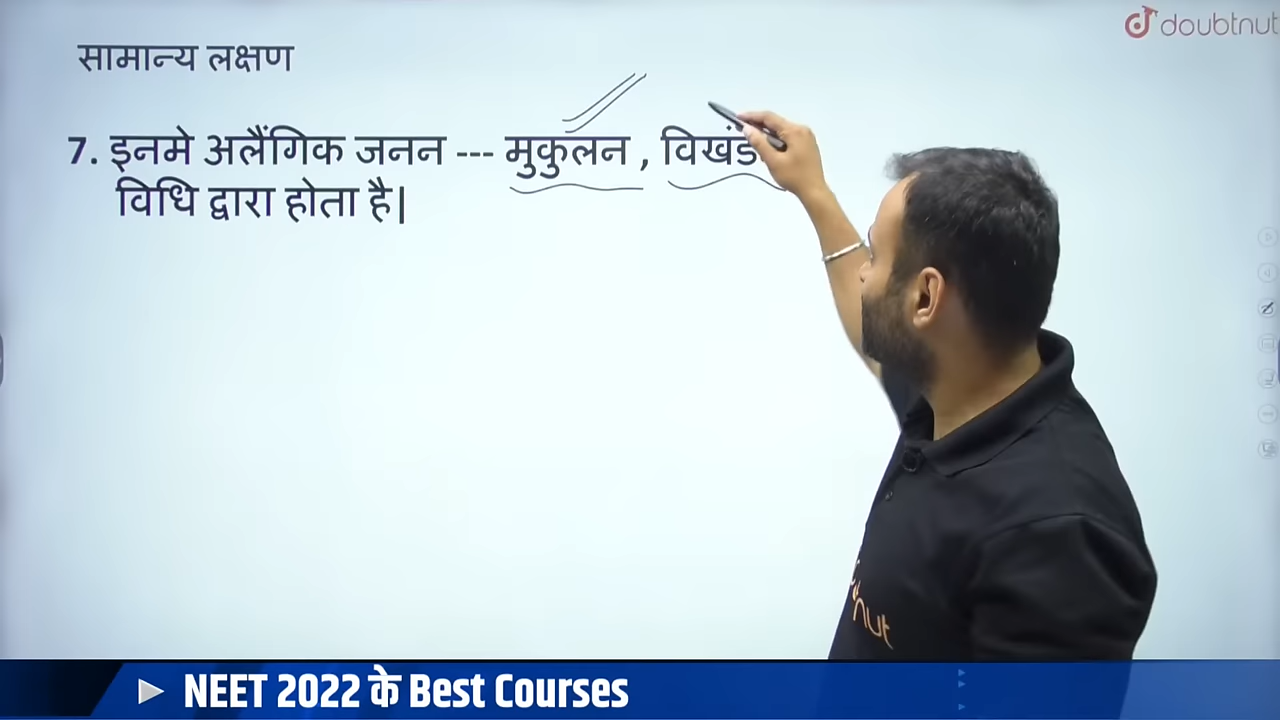 सामान्य लक्षण
doubtnut
7. इनमे अलैंगिक जनन --- मुकुलन ,
विधि द्वारा होता है|
NEET 2022 के Best Courses